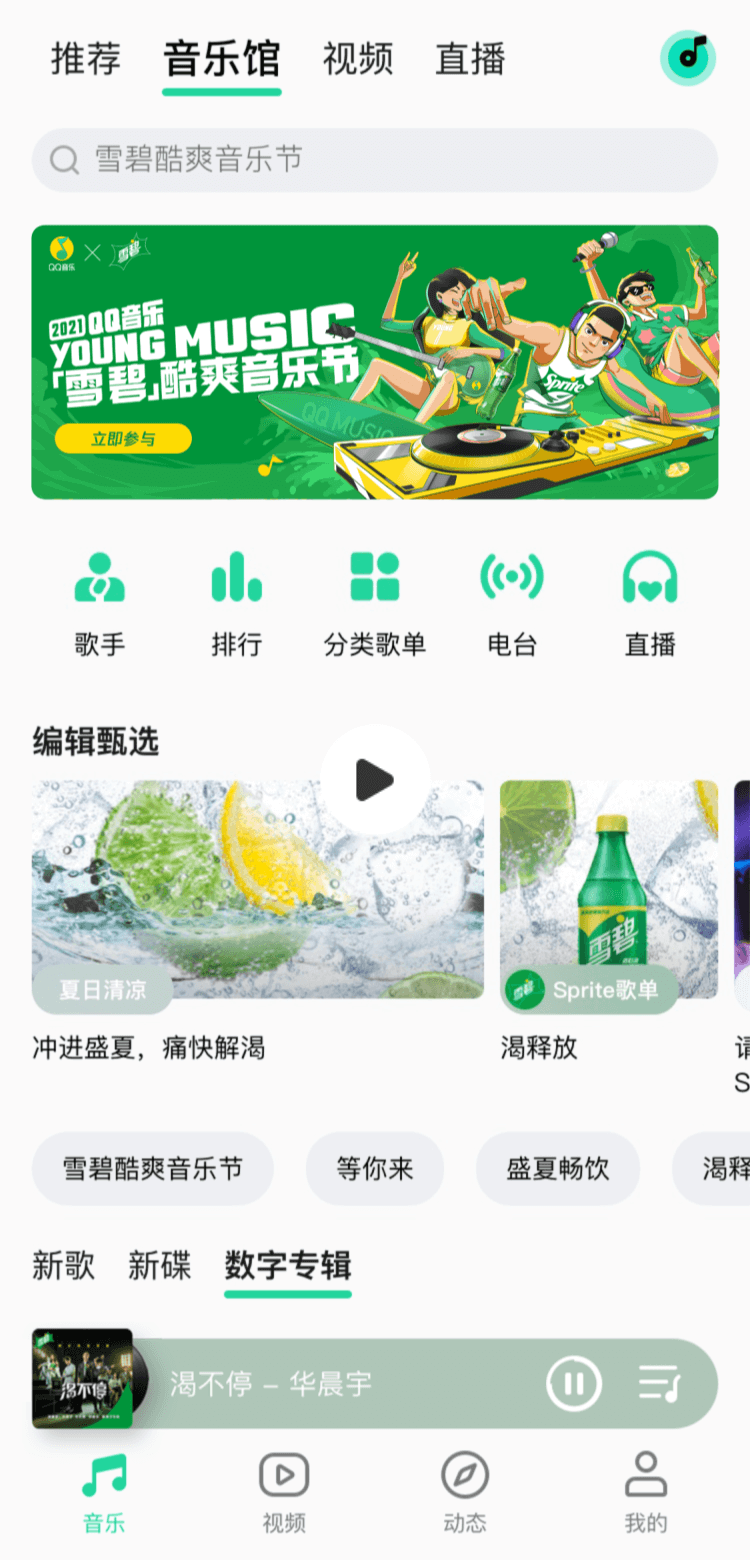 推荐 音乐馆 视频 直播
雪碧酷爽音乐节
QQ音乐 × 雪碧
2021 QQ音乐
YOUNG MUSIC
「雪碧」酷爽音乐节
立即参与
Sprite
QQ MUSIC
歌手 排行 分类歌单 电台 直播
编辑甄选
雪碧
夏日清凉
雪碧 Sprite歌单
冲进盛夏，痛快解渴
渴释放
请
S
雪碧酷爽音乐节 等你来 盛夏畅饮 渴释
新歌 新碟 数字专辑
渴不停
渴不停 – 华晨宇
音乐 视频 动态 我的